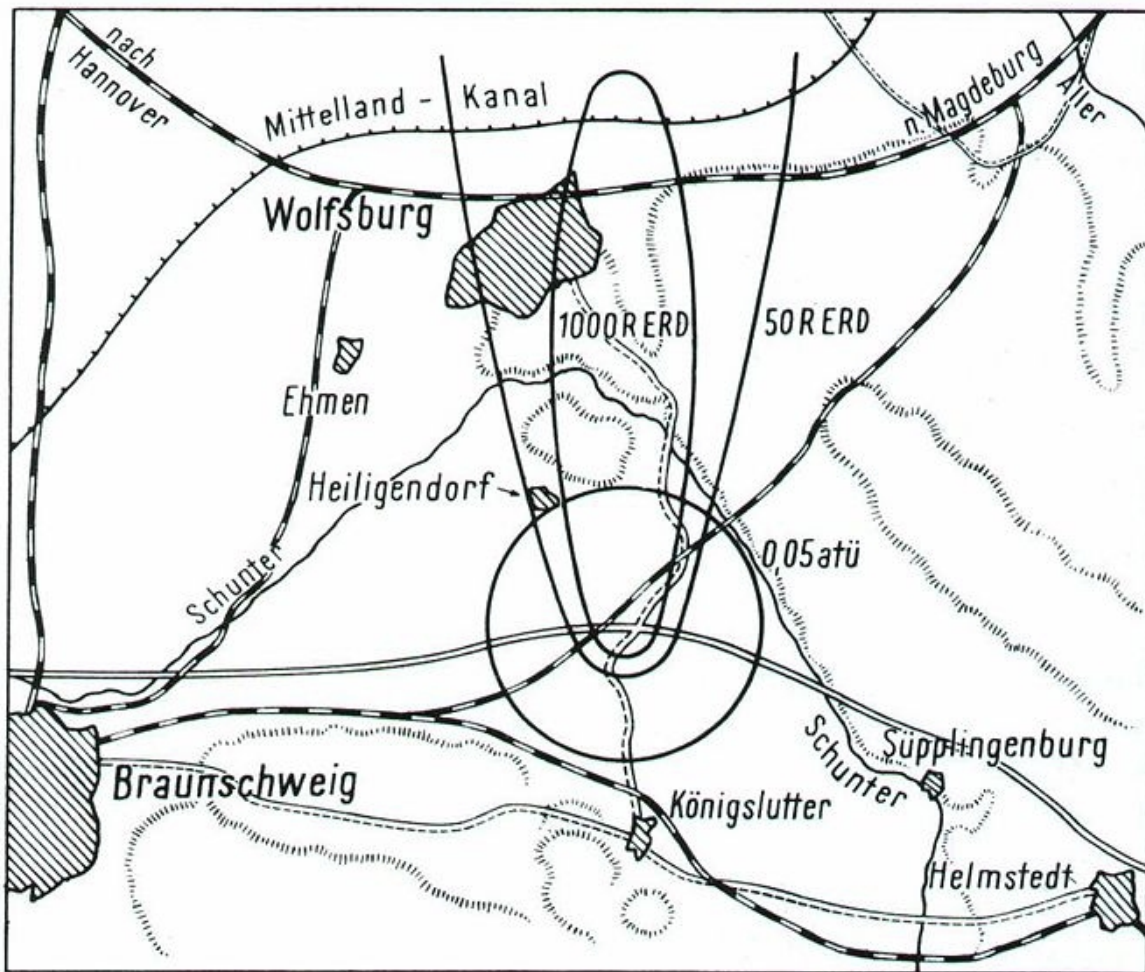 nach
Hannover
Mittelland - Kanal
n. Magdeburg
Aller
Wolfsburg
1000 R ERD
50 R ERD
Ehmen
Heiligendorf
0 05 atü
Schunter
Schunter
Süpplingenburg
Braunschweig
Königslutter
Helmstedt